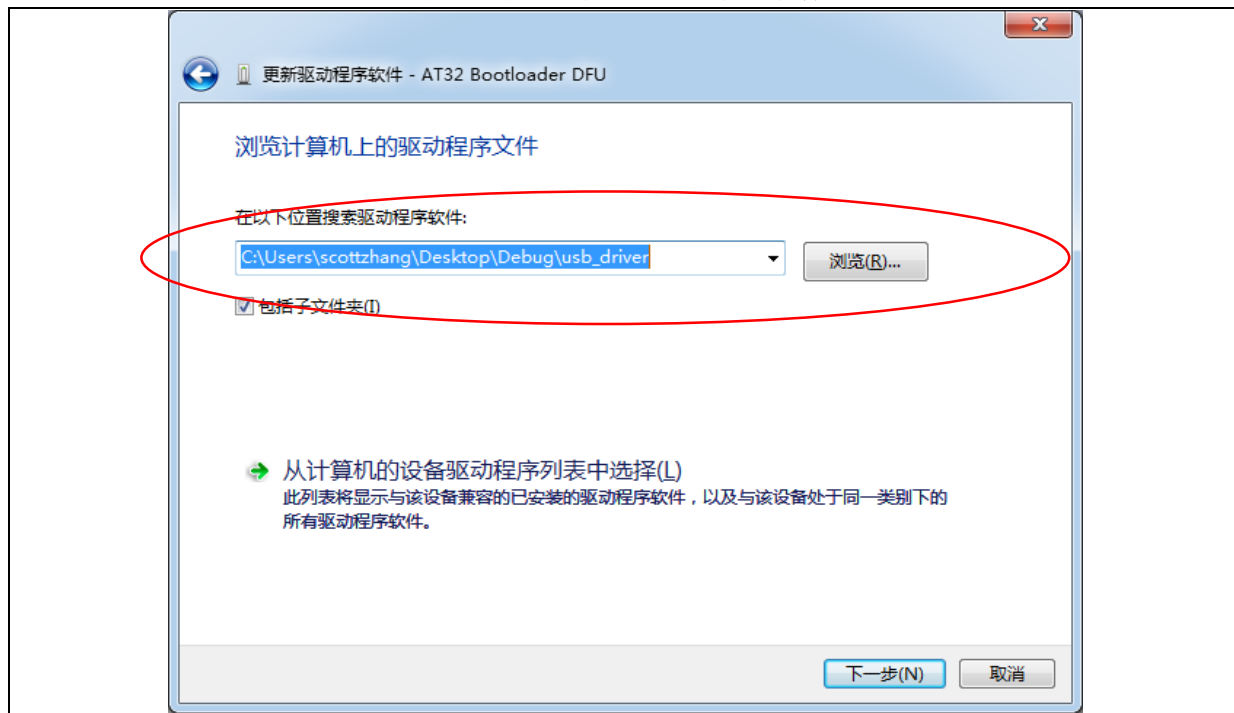 更新驱动程序软件 - AT32 Bootloader DFU
浏览计算机上的驱动程序文件
在以下位置搜索驱动程序软件:
C:\Users\scottzhang\Desktop\Debug\usb_driver
浏览(R)...
包括子文件夹(I)
从计算机的设备驱动程序列表中选择(L)
此列表将显示与该设备兼容的已安装的驱动程序软件，以及与该设备处于同一类别下的
所有驱动程序软件。
下一步(N)
取消